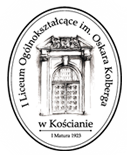 I Liceum Ogólnokształcące im. Oskara Kolberga
w Kościanie
I Matura 1923